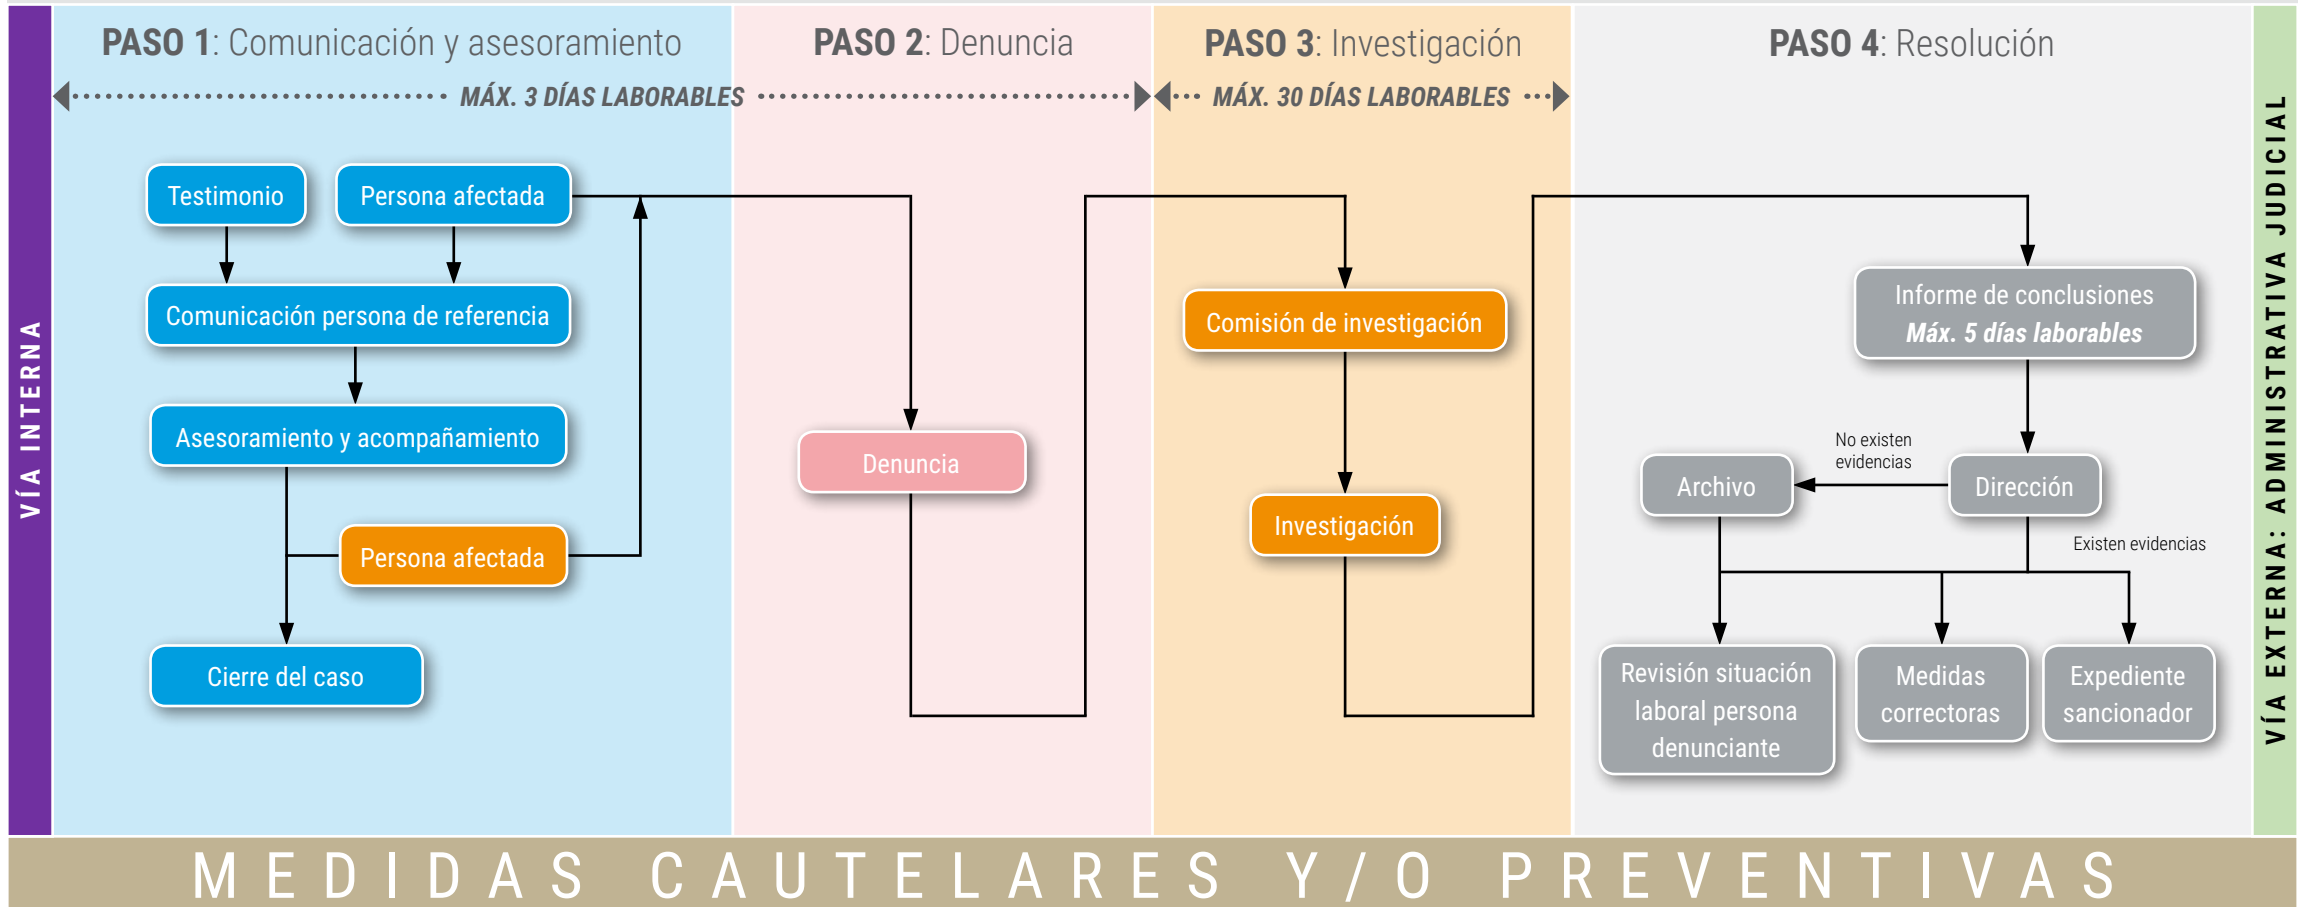 VÍA INTERNA
PASO 1: Comunicación y asesoramiento
PASO 2: Denuncia
PASO 3: Investigación
PASO 4: Resolución
MÁX. 3 DÍAS LABORABLES
MÁX. 30 DÍAS LABORABLES
Testimonio
Persona afectada
Comunicación persona de referencia
Asesoramiento y acompañamiento
Persona afectada
Cierre del caso
Denuncia
Comisión de investigación
Investigación
Informe de conclusiones
Máx. 5 días laborables
No existen
evidencias
Archivo
Dirección
Existen evidencias
Revisión situación
laboral persona
denunciante
Medidas
correctoras
Expediente
sancionador
VÍA EXTERNA: ADMINISTRATIVA JUDICIAL
MEDIDAS CAUTELARES Y/O PREVENTIVAS